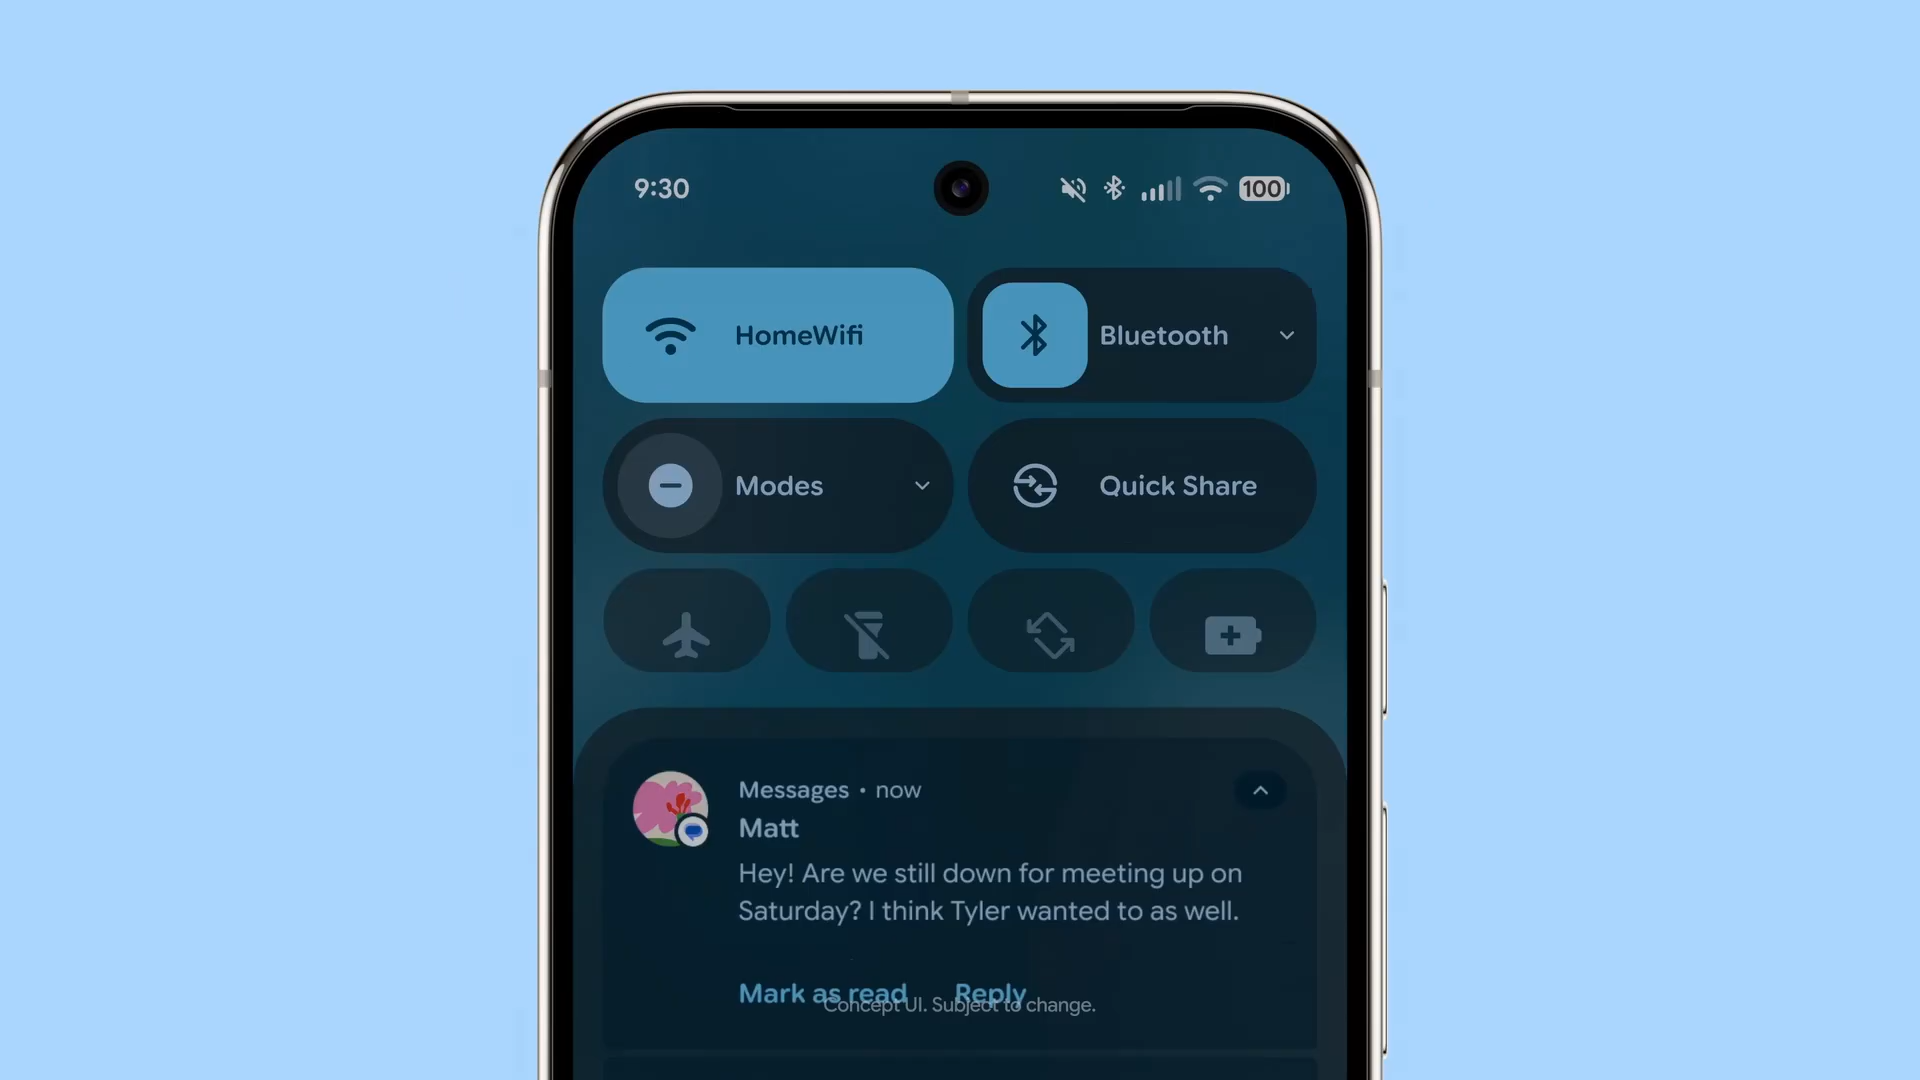 9:30
100
HomeWifi
Bluetooth
Modes
Quick Share
Messages • now
Matt
Hey! Are we still down for meeting up on
Saturday? I think Tyler wanted to as well.
Mark as read
Reply
Concept UI. Subject to change.